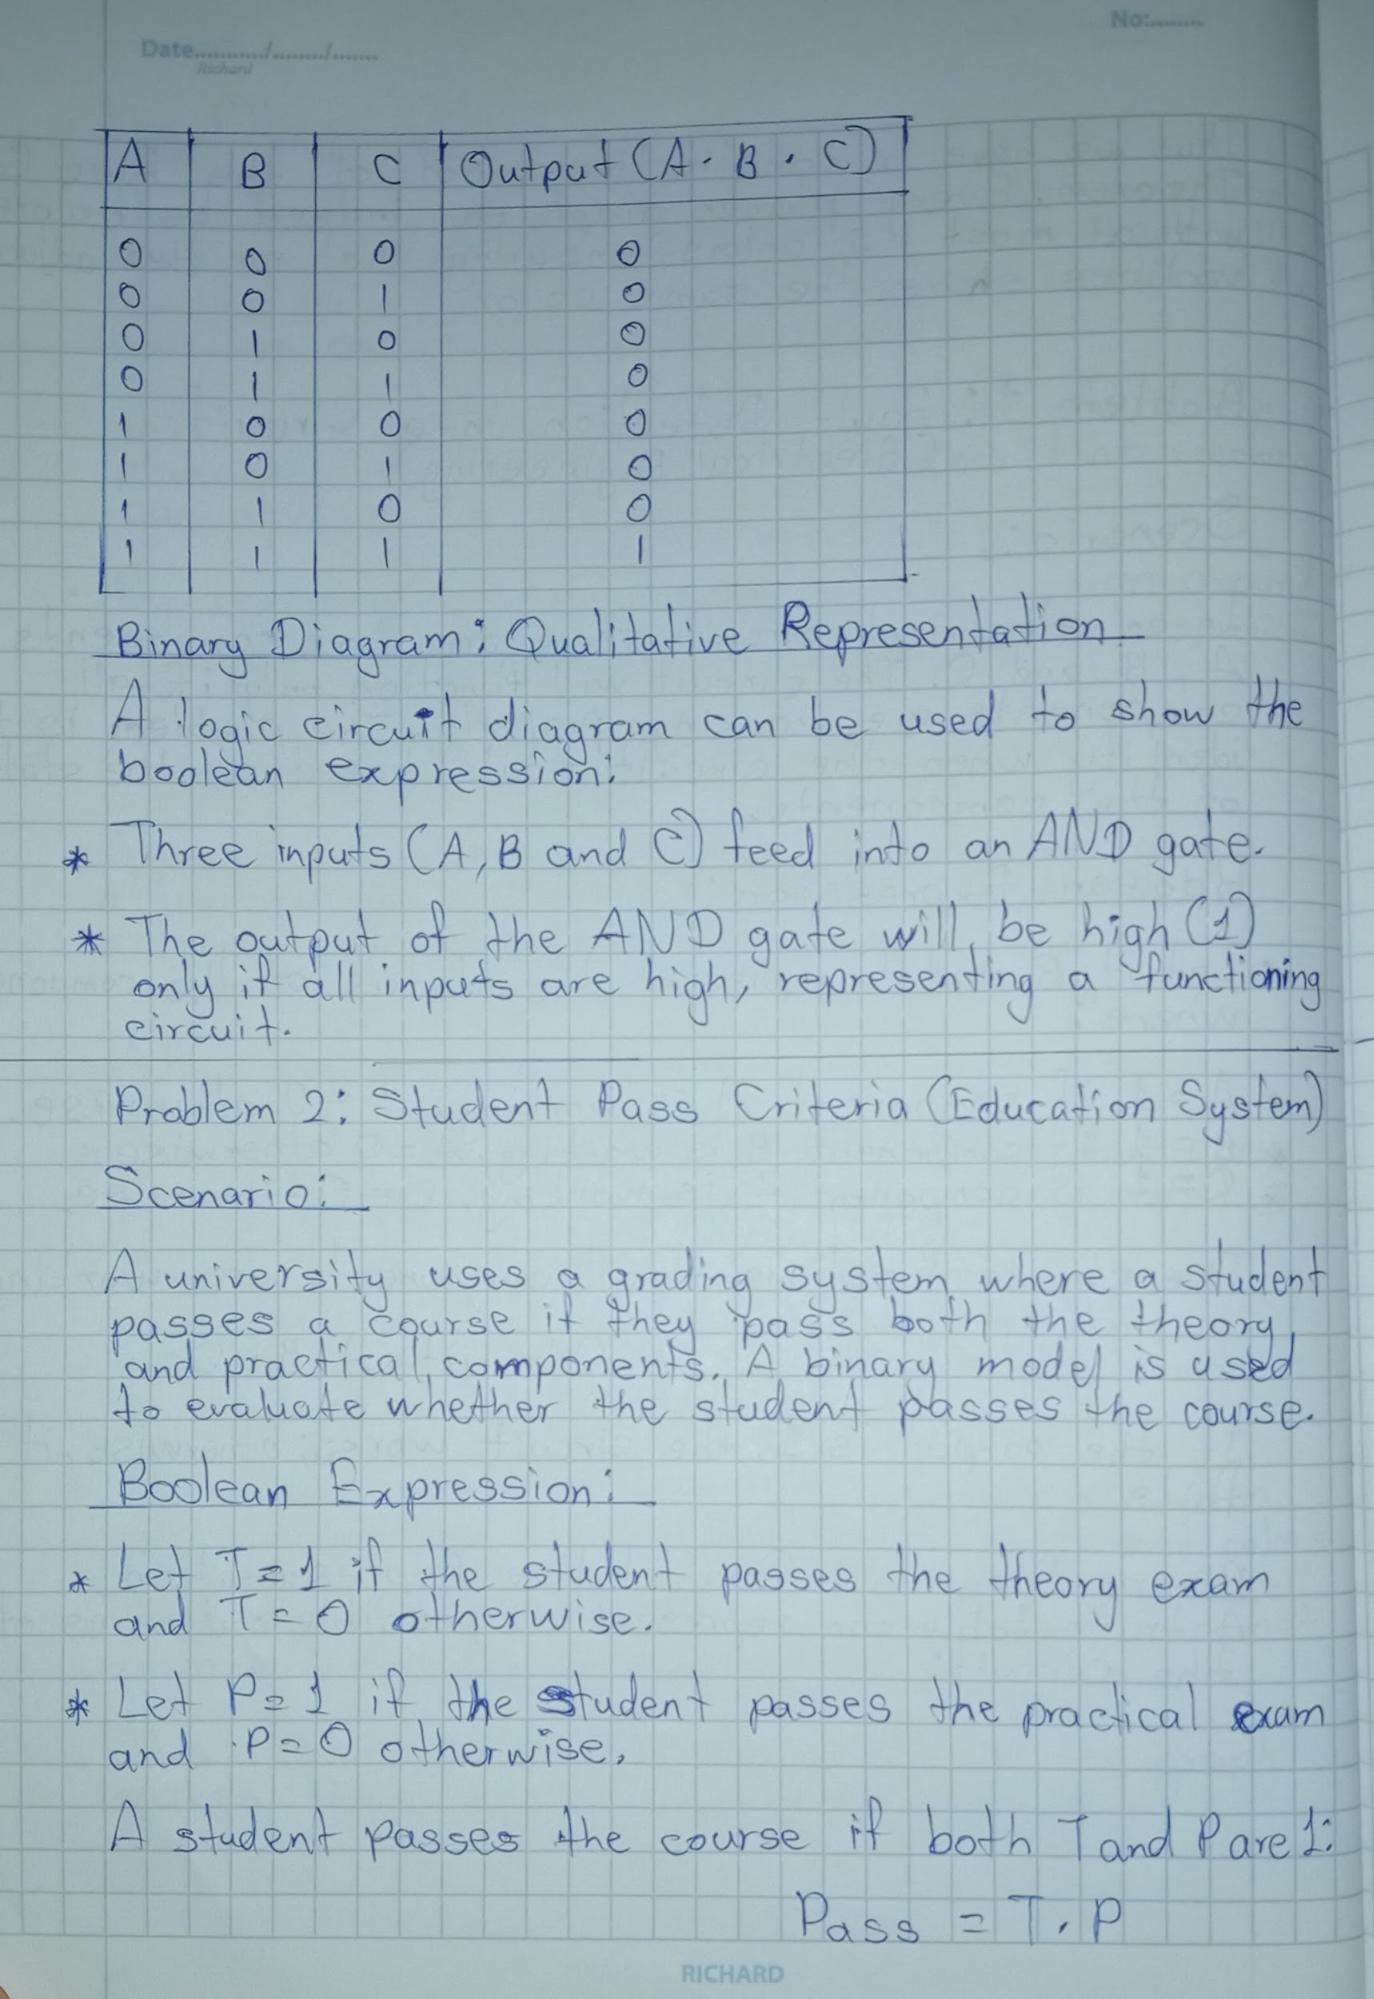 No:........
Date.........../......../.......
Richard
A B C Output (A · B · C)
0 0 0 0
0 0 1 0
0 1 0 0
0 1 1 0
1 0 0 0
1 0 1 0
1 1 0 0
1 1 1 1
Binary Diagram: Qualitative Representation
A logic circuit diagram can be used to show the
boolean expression:
* Three inputs (A, B and C) feed into an AND gate.
* The output of the AND gate will be high (1)
only if all inputs are high, representing a functioning
circuit.
Problem 2: Student Pass Criteria (Education System)
Scenario:
A university uses a grading system where a student
passes a course if they pass both the theory
and practical components. A binary model is used
to evaluate whether the student passes the course.
Boolean Expression:
* Let T=1 if the student passes the theory exam
and T=0 otherwise.
* Let P=1 if the student passes the practical exam
and P=0 otherwise.
A student passes the course if both T and P are 1:
Pass = T · P
RICHARD